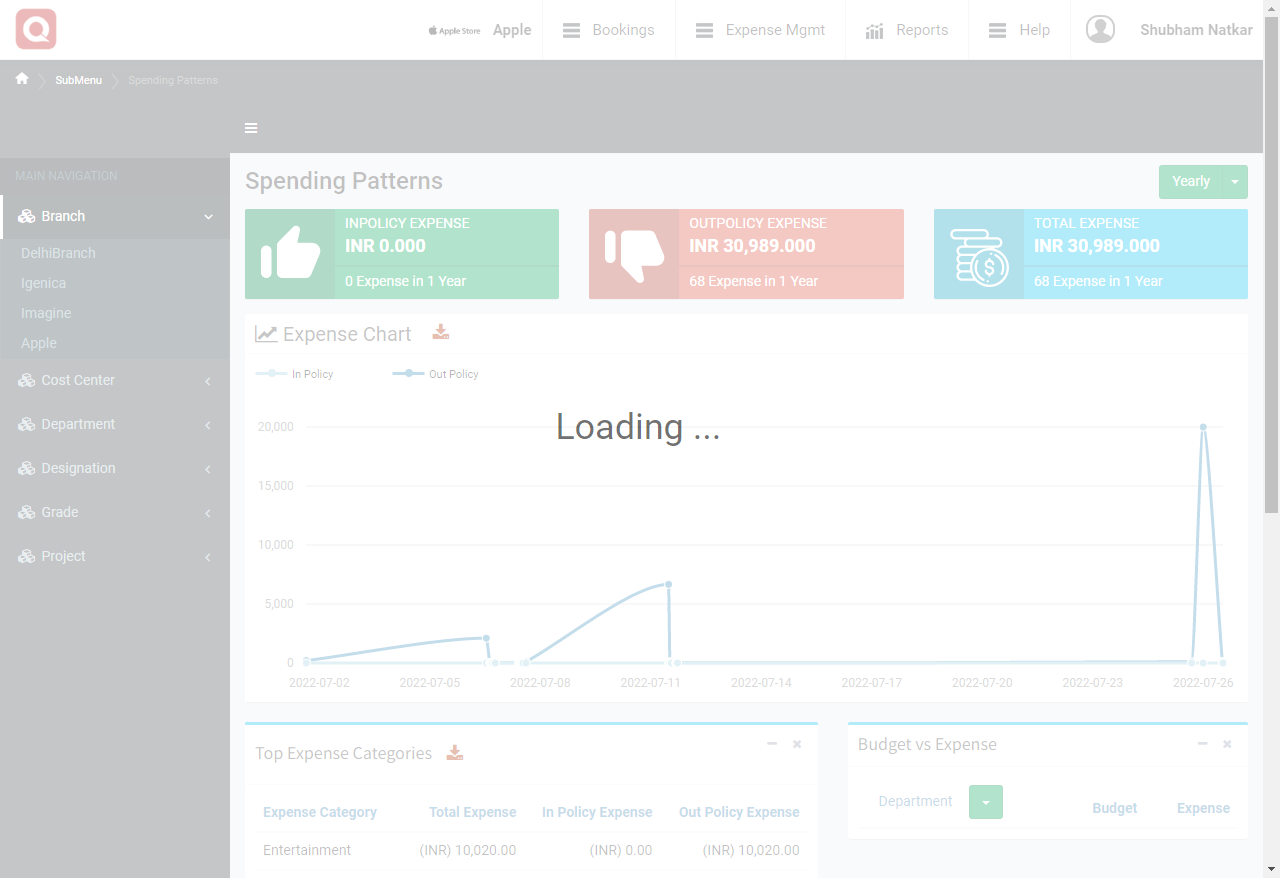 Apple Store Apple Bookings Expense Mgmt Reports Help Shubham Natkar
SubMenu Spending Patterns
MAIN NAVIGATION
Branch
DelhiBranch
Igenica
Imagine
Apple
Cost Center
Department
Designation
Grade
Project
Spending Patterns Yearly
INPOLICY EXPENSE
INR 0.000
0 Expense in 1 Year
OUTPOLICY EXPENSE
INR 30,989.000
68 Expense in 1 Year
TOTAL EXPENSE
INR 30,989.000
68 Expense in 1 Year
Expense Chart
In Policy Out Policy
Loading ...
20,000
15,000
10,000
5,000
0
2022-07-02 2022-07-05 2022-07-08 2022-07-11 2022-07-14 2022-07-17 2022-07-20 2022-07-23 2022-07-26
Top Expense Categories
Expense Category Total Expense In Policy Expense Out Policy Expense
Entertainment (INR) 10,020.00 (INR) 0.00 (INR) 10,020.00
Budget vs Expense
Department Budget Expense